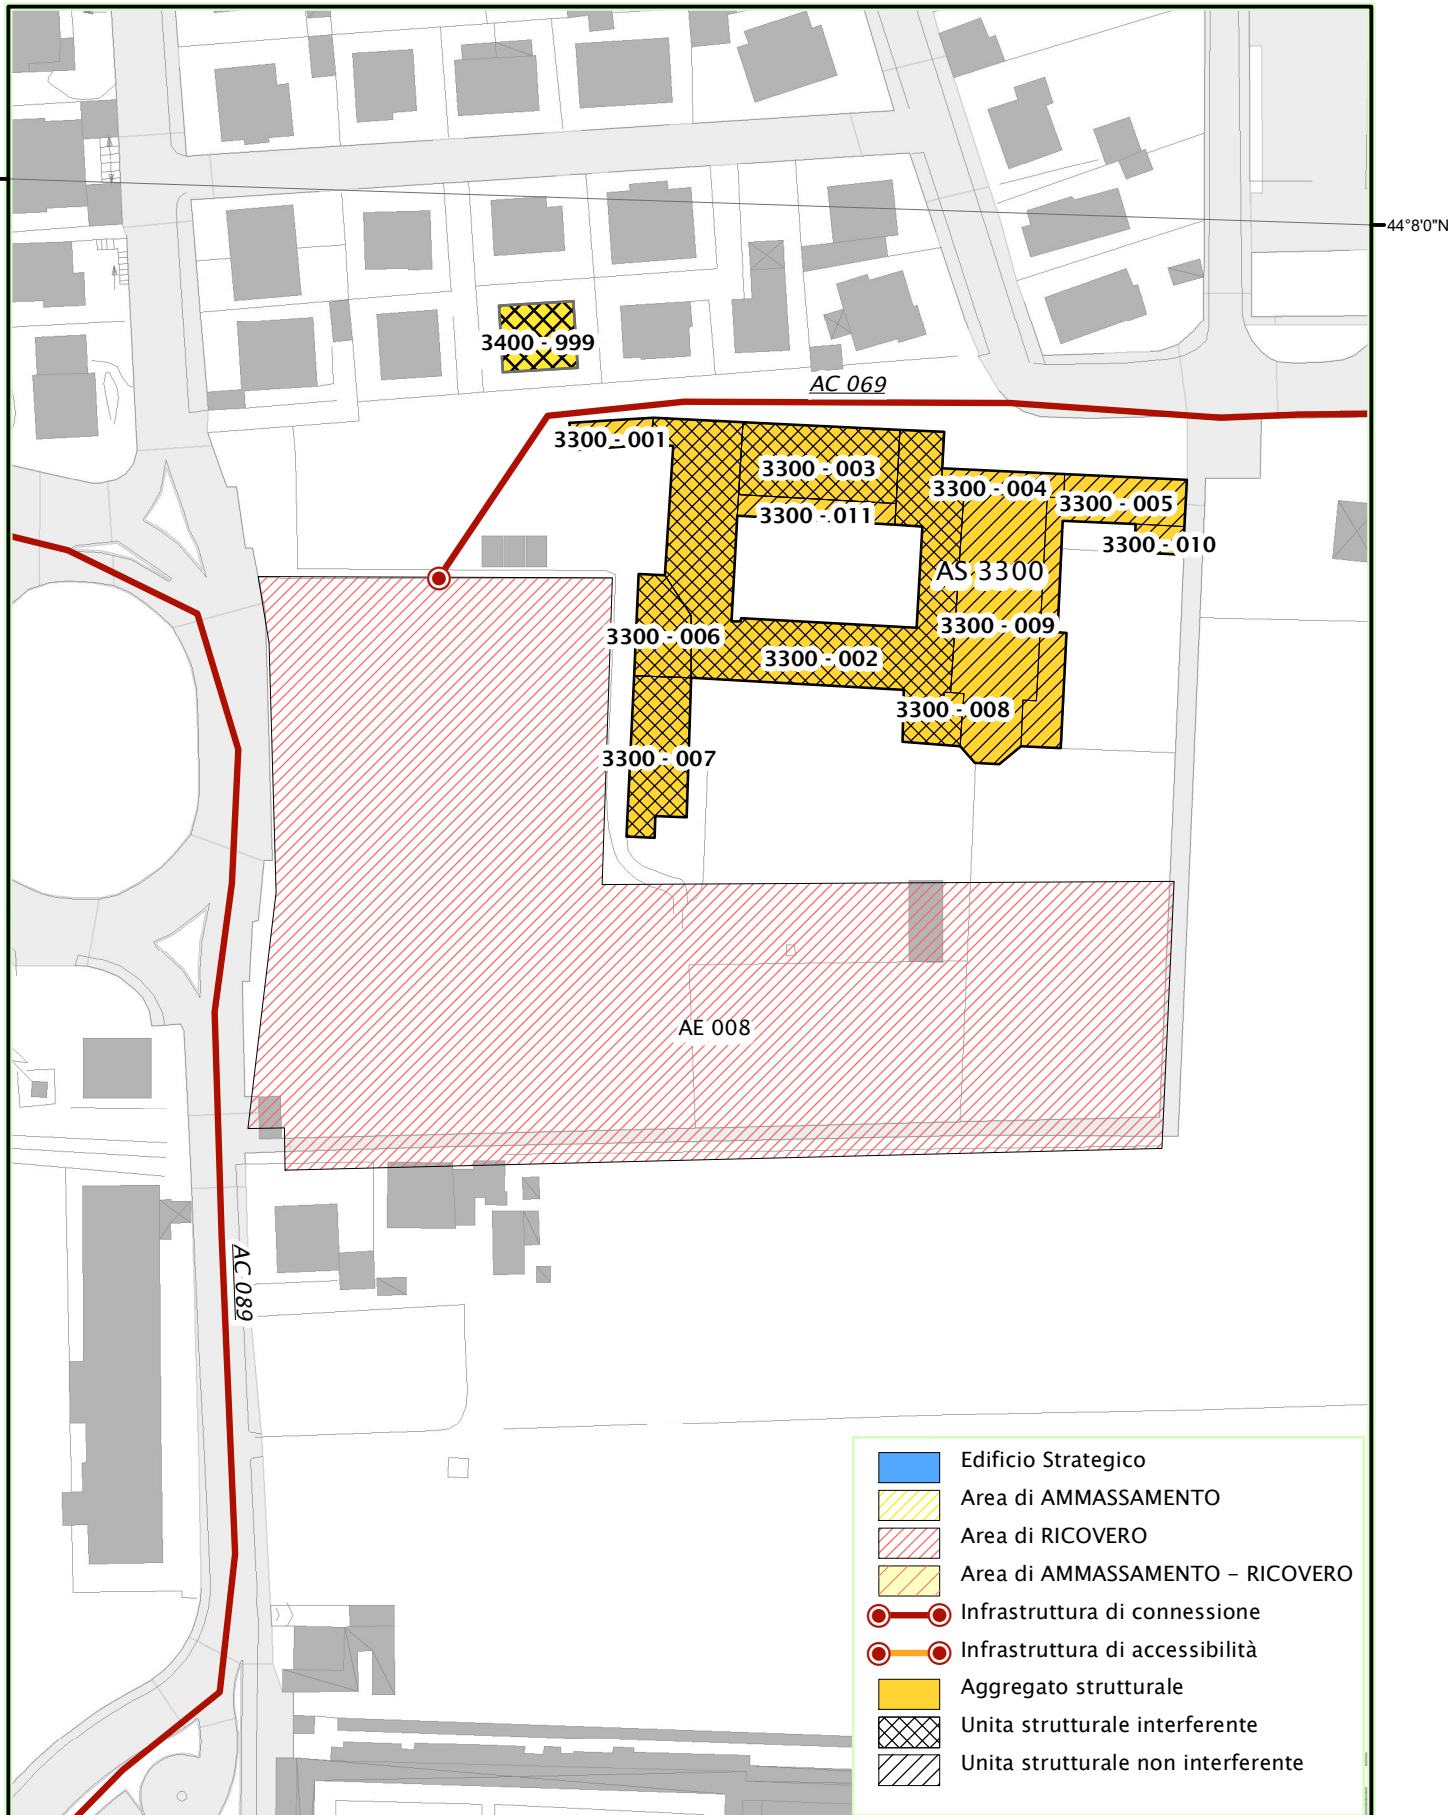 44°8'0"N
3400 - 999
AC 069
3300 - 001
3300 - 003
3300 - 004
3300 - 005
3300 - 011
3300 - 010
AS 3300
3300 - 009
3300 - 006
3300 - 002
3300 - 008
3300 - 007
AE 008
AC 089
Edificio Strategico
Area di AMMASSAMENTO
Area di RICOVERO
Area di AMMASSAMENTO - RICOVERO
Infrastruttura di connessione
Infrastruttura di accessibilità
Aggregato strutturale
Unita strutturale interferente
Unita strutturale non interferente